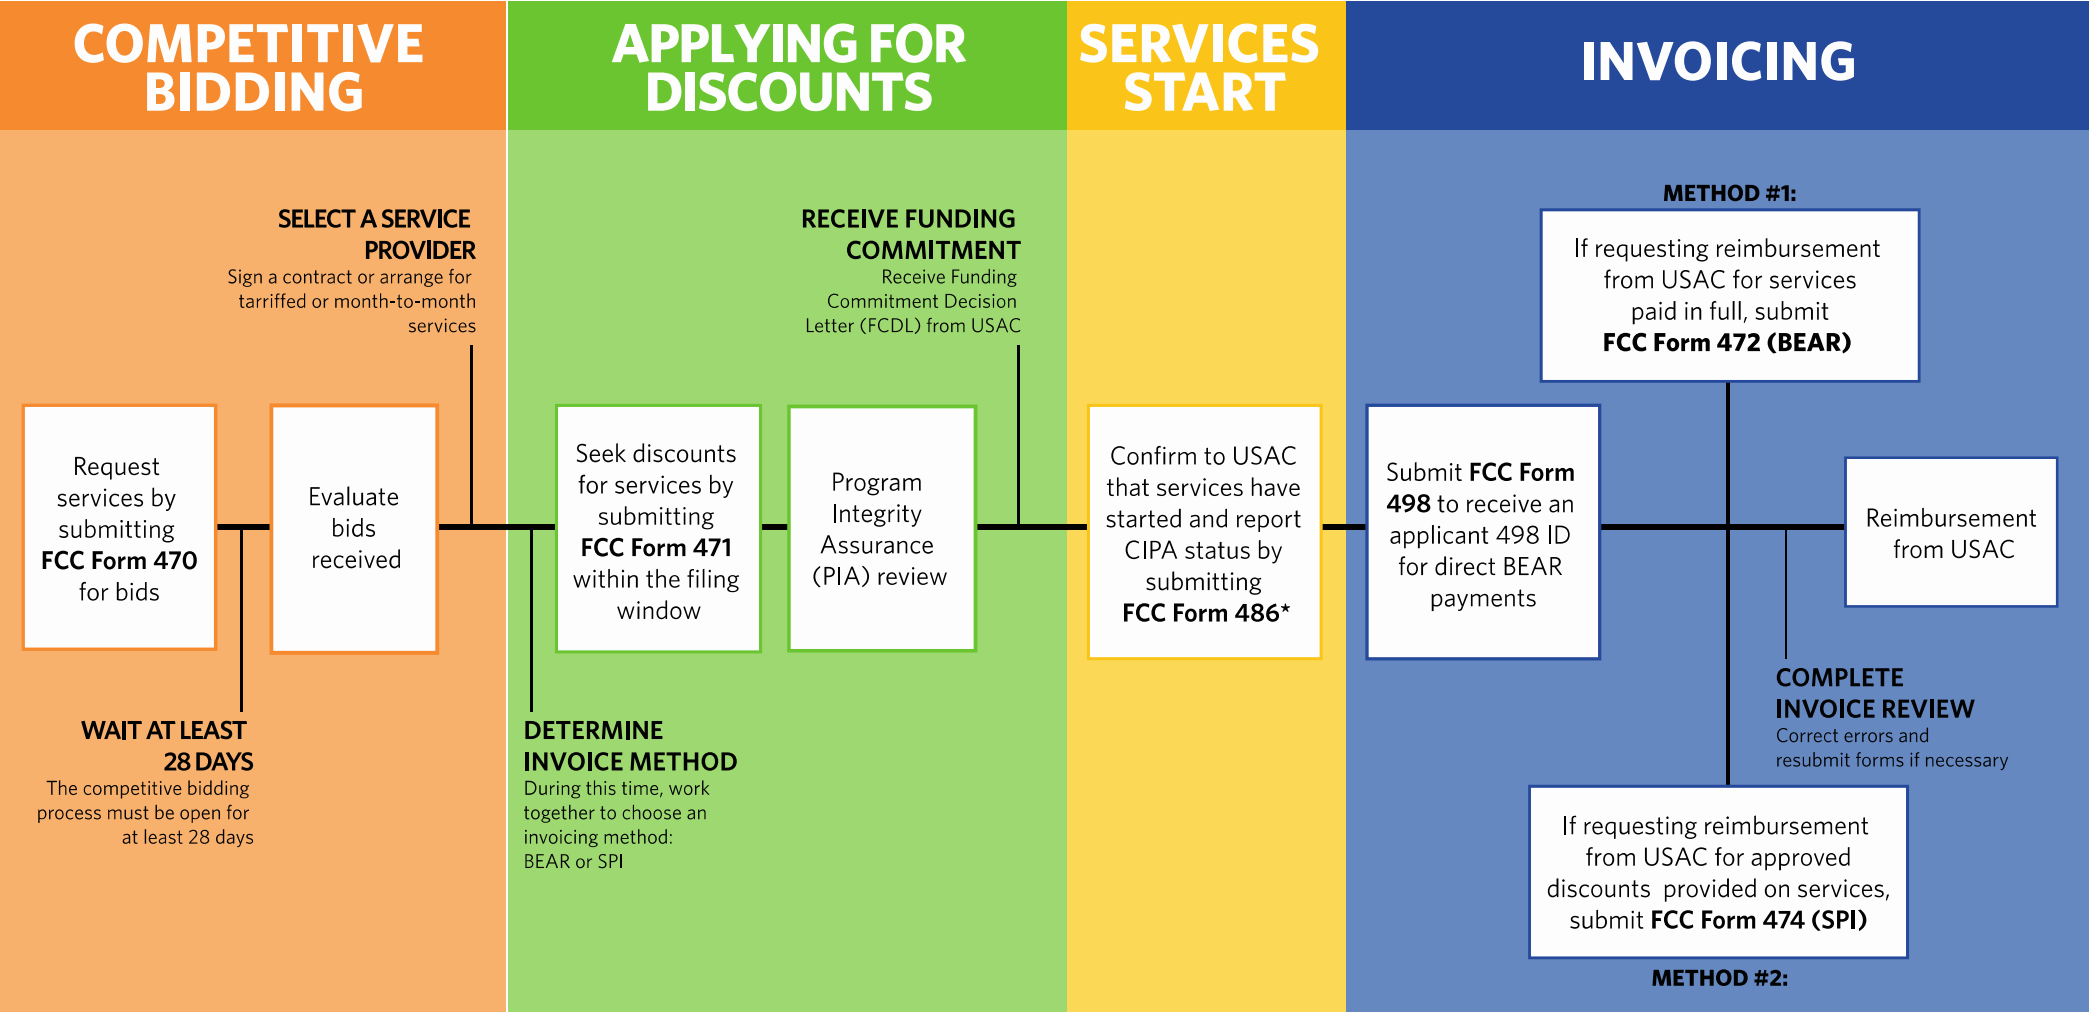 COMPETITIVE
BIDDING
APPLYING FOR
DISCOUNTS
SERVICES
START
INVOICING
SELECT A SERVICE
PROVIDER
Sign a contract or arrange for
tarriffed or month-to-month
services
Request
services by
submitting
FCC Form 470
for bids
Evaluate
bids
received
WAIT AT LEAST
28 DAYS
The competitive bidding
process must be open for
at least 28 days
RECEIVE FUNDING
COMMITMENT
Receive Funding
Commitment Decision
Letter (FCDL) from USAC
Seek discounts
for services by
submitting
FCC Form 471
within the filing
window
Program
Integrity
Assurance
(PIA) review
DETERMINE
INVOICE METHOD
During this time, work
together to choose an
invoicing method:
BEAR or SPI
Confirm to USAC
that services have
started and report
CIPA status by
submitting
FCC Form 486*
METHOD #1:
If requesting reimbursement
from USAC for services
paid in full, submit
FCC Form 472 (BEAR)
Submit FCC Form
498 to receive an
applicant 498 ID
for direct BEAR
payments
Reimbursement
from USAC
COMPLETE
INVOICE REVIEW
Correct errors and
resubmit forms if necessary
If requesting reimbursement
from USAC for approved
discounts provided on services,
submit FCC Form 474 (SPI)
METHOD #2: